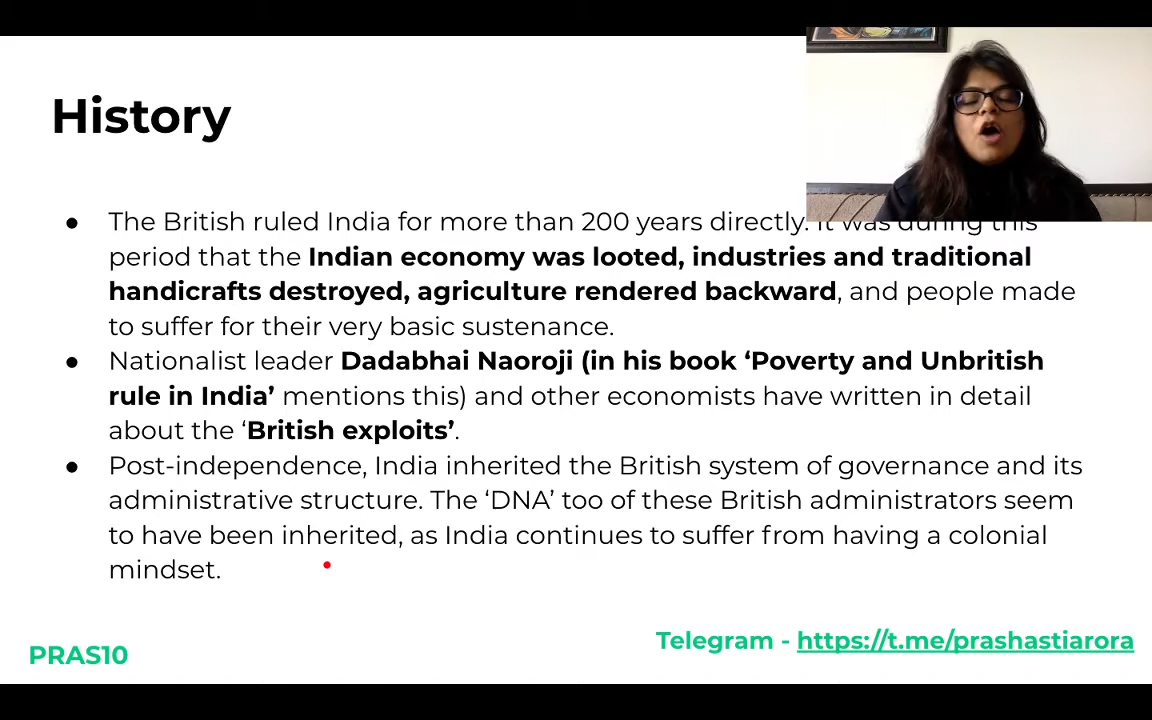 History
● The British ruled India for more than 200 years directly. It was during this
period that the Indian economy was looted, industries and traditional
handicrafts destroyed, agriculture rendered backward, and people made
to suffer for their very basic sustenance.
● Nationalist leader Dadabhai Naoroji (in his book ‘Poverty and Unbritish
rule in India’ mentions this) and other economists have written in detail
about the ‘British exploits’.
● Post-independence, India inherited the British system of governance and its
administrative structure. The ‘DNA’ too of these British administrators seem
to have been inherited, as India continues to suffer from having a colonial
mindset.
Telegram - https://t.me/prashastiarora
PRAS10